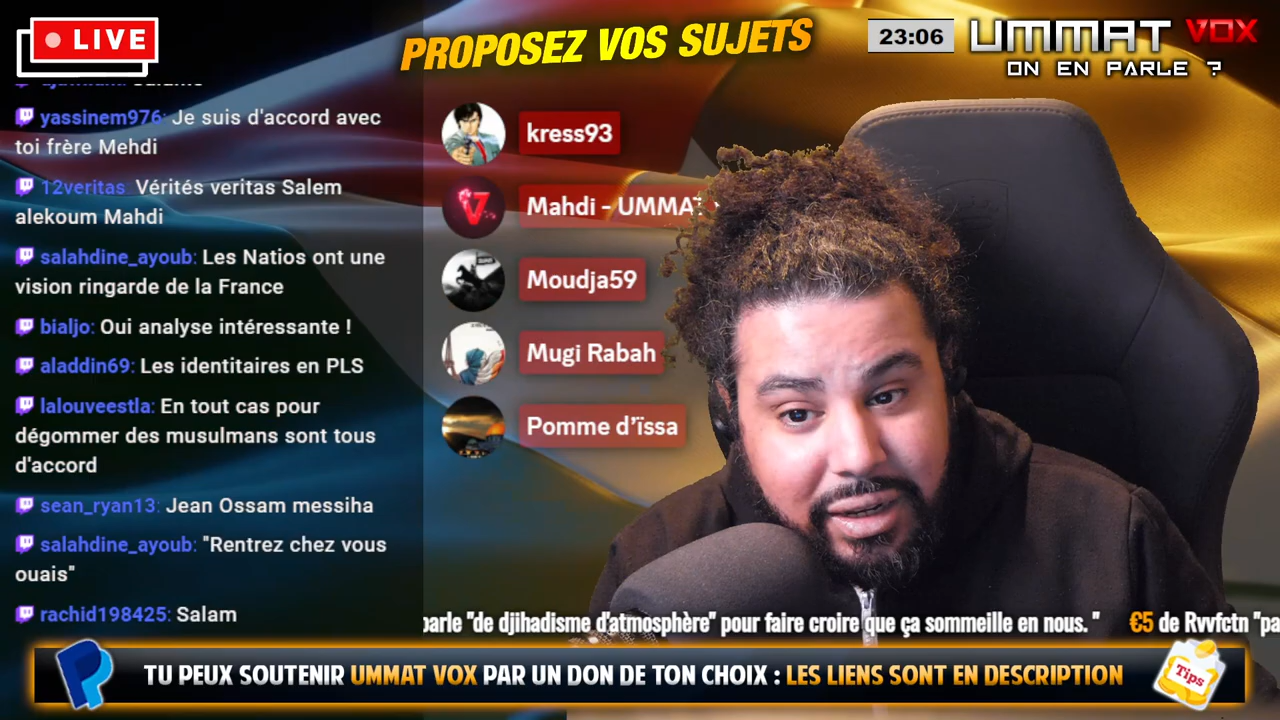 LIVE
PROPOSEZ VOS SUJETS
23:06
UMMAT VOX
ON EN PARLE ?
yassinem976: Je suis d'accord avec
toi frère Mehdi
12veritas_ Vérités veritas Salem
alekoum Mahdi
salahdine_ayoub: Les Natios ont une
vision ringarde de la France
bialjo: Oui analyse intéressante !
aladdin69: Les identitaires en PLS
lalouveestla: En tout cas pour
dégommer des musulmans sont tous
d'accord
sean_ryan13: Jean Ossam messiha
salahdine_ayoub: "Rentrez chez vous
ouais"
rachid198425: Salam
kress93
Mahdi - UMMAT
Moudja59
Mugi Rabah
Pomme d'ïssa
parle "de djihadisme d'atmosphère" pour faire croire que ça sommeille en nous. " €5 de Rvvfctn "pa
TU PEUX SOUTENIR UMMAT VOX PAR UN DON DE TON CHOIX : LES LIENS SONT EN DESCRIPTION
Tips